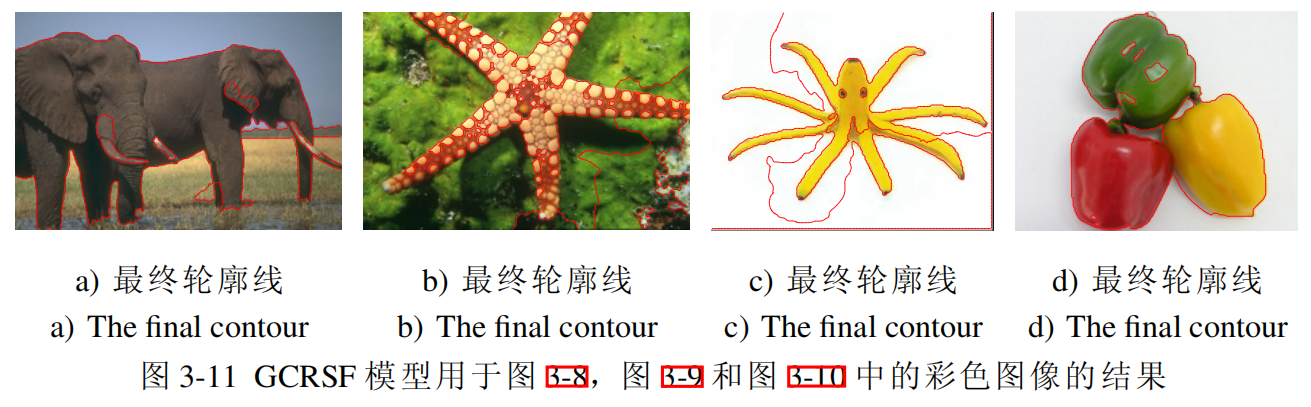 a) 最终轮廓线 b) 最终轮廓线 c) 最终轮廓线 d) 最终轮廓线
a) The final contour b) The final contour c) The final contour d) The final contour
图 3-11 GCRSF 模型用于图 3-8，图 3-9 和图 3-10 中的彩色图像的结果